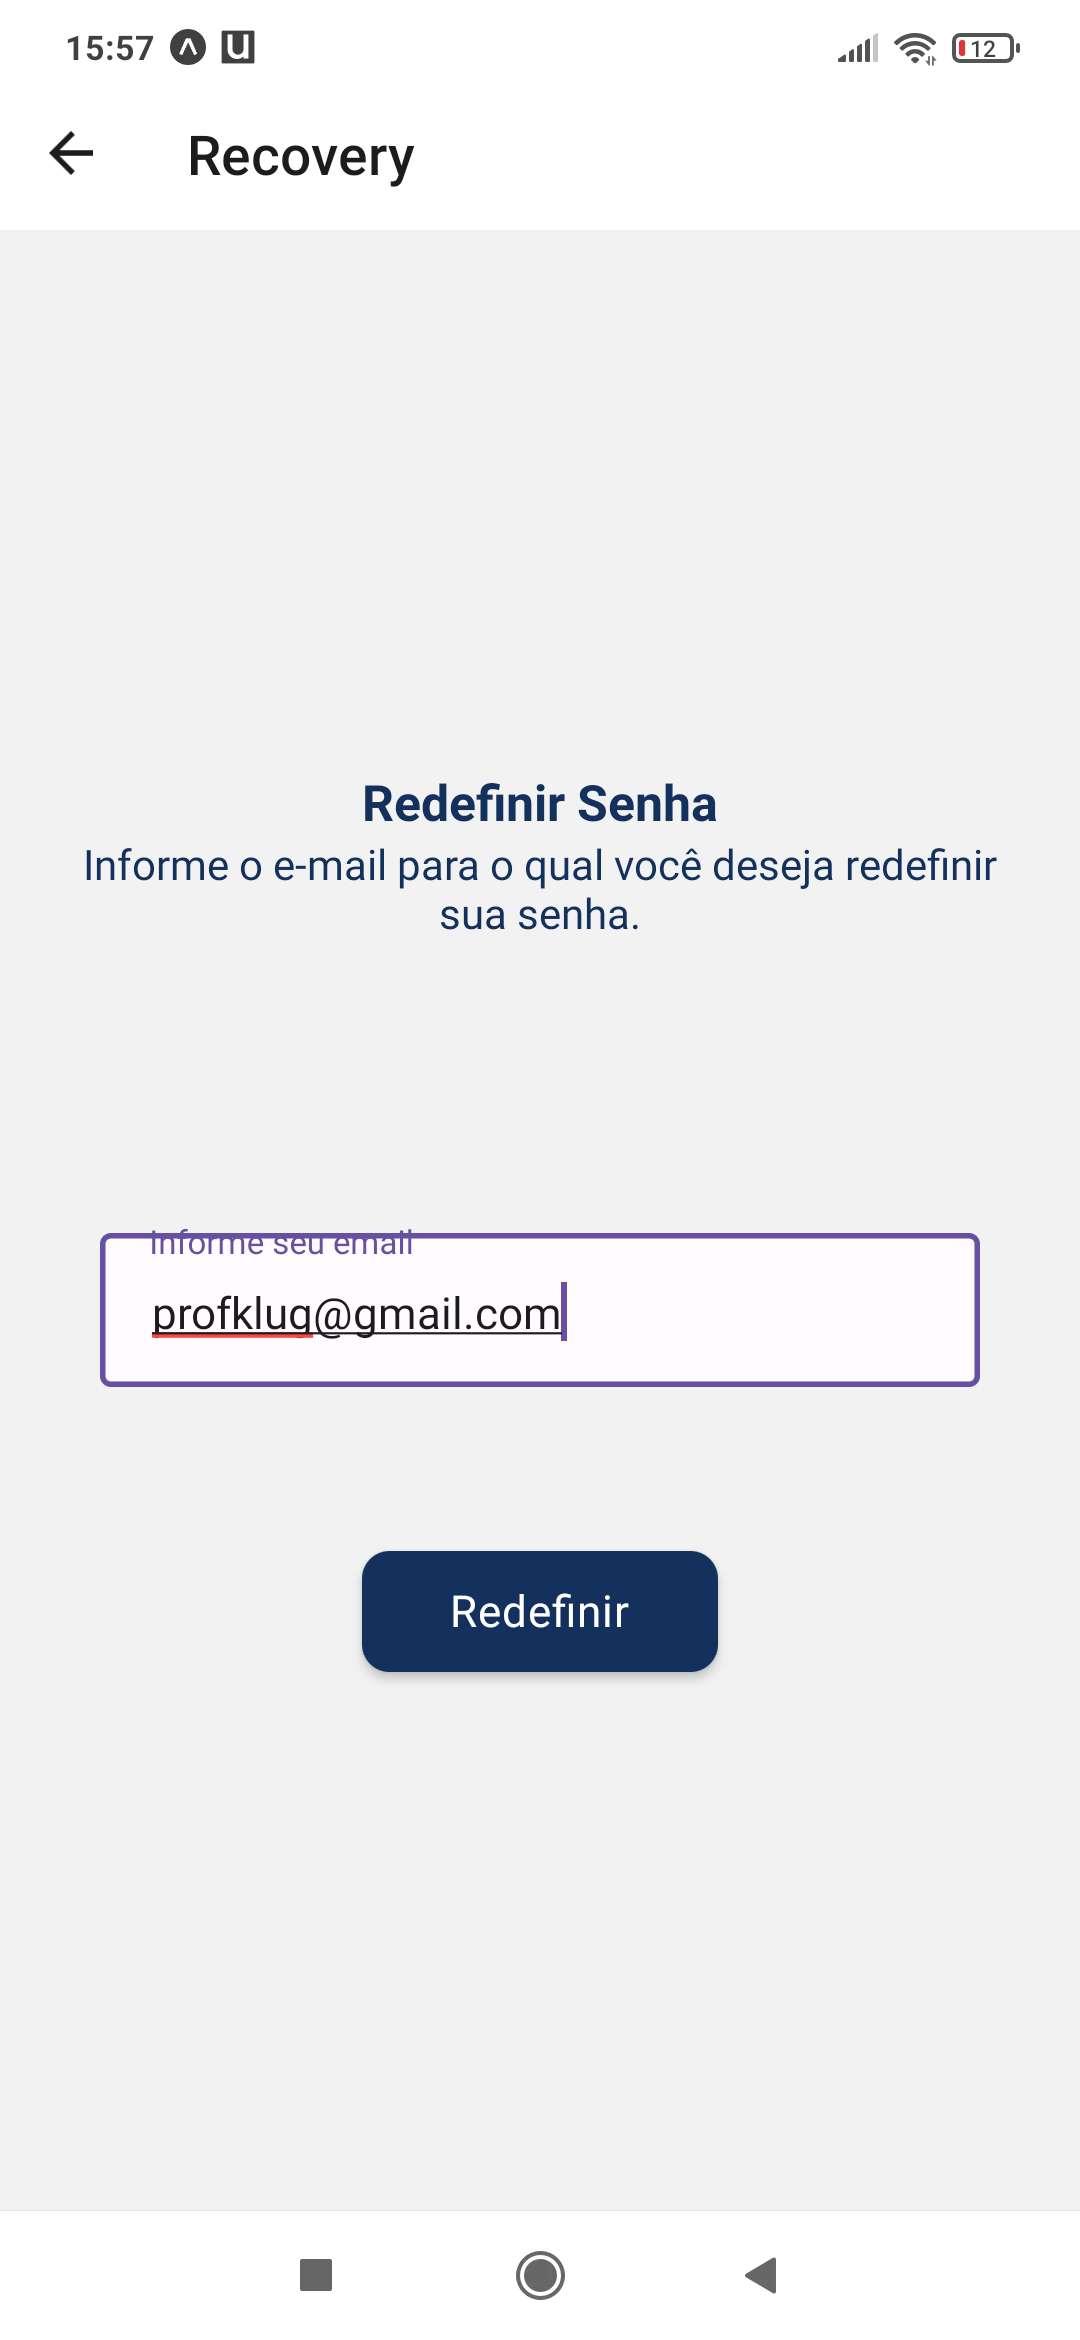 15:57
12
Recovery
Redefinir Senha
Informe o e-mail para o qual você deseja redefinir
sua senha.
Informe seu email
profklug@gmail.com
Redefinir